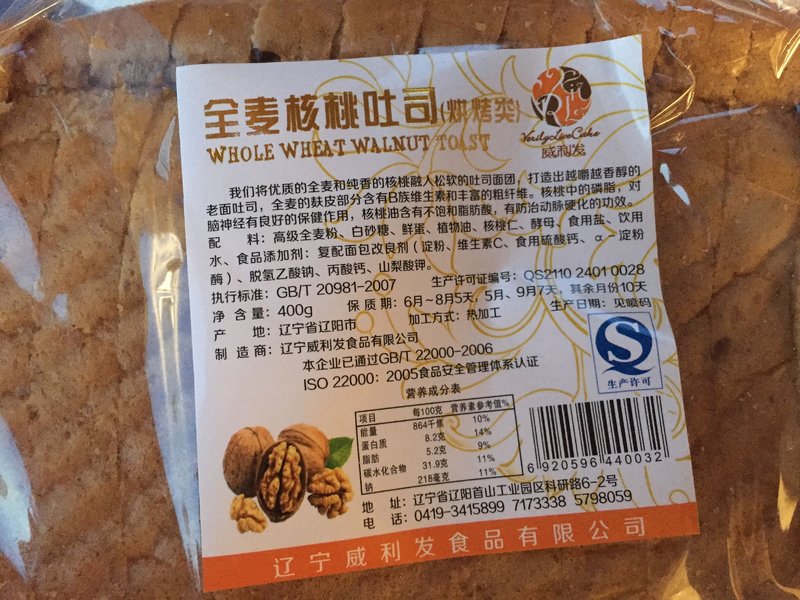 全麦核桃吐司(烘烤类)
WHOLE WHEAT WALNUT TOAST
VerilyLoveCake
威利发
我们将优质的全麦和纯香的核桃融入松软的吐司面团，打造出越嚼越香醇的
老面吐司，全麦的麸皮部分含有B族维生素和丰富的粗纤维。核桃中的磷脂，对
脑神经有良好的保健作用，核桃油含有不饱和脂肪酸，有防治动脉硬化的功效。
配 料：高级全麦粉、白砂糖、鲜蛋、植物油、核桃仁、酵母、食用盐、饮用
水、食品添加剂：复配面包改良剂（淀粉、维生素C、食用硫酸钙、α－淀粉
酶）、脱氢乙酸钠、丙酸钙、山梨酸钾。
执行标准：GB/T 20981-2007 生产许可证编号：QS2110 2401 0028
净 含 量：400g 保 质 期：6月～8月5天，5月、9月7天，其余月份10天
产 地：辽宁省辽阳市 加工方式：热加工 生产日期：见喷码
制 造 商：辽宁威利发食品有限公司
本企业已通过GB/T 22000-2006
ISO 22000：2005食品安全管理体系认证
生产许可
营养成分表
项目 每100克 营养素参考值%
能量 864千焦 10%
蛋白质 8.2克 14%
脂肪 5.2克 9%
碳水化合物 31.9克 11%
钠 218毫克 11%
6 920596 440032
地 址：辽宁省辽阳首山工业园区科研路6-2号
电 话：0419-3415899 7173338 5798059
辽宁威利发食品有限公司